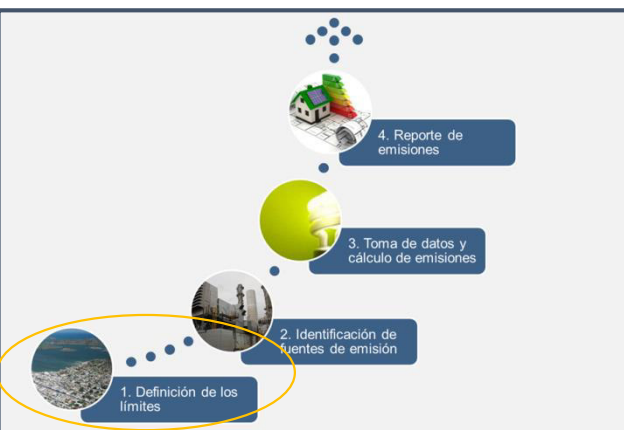 4. Reporte de
emisiones
3. Toma de datos y
cálculo de emisiones
2. Identificación de
fuentes de emisión
1. Definición de los
límites